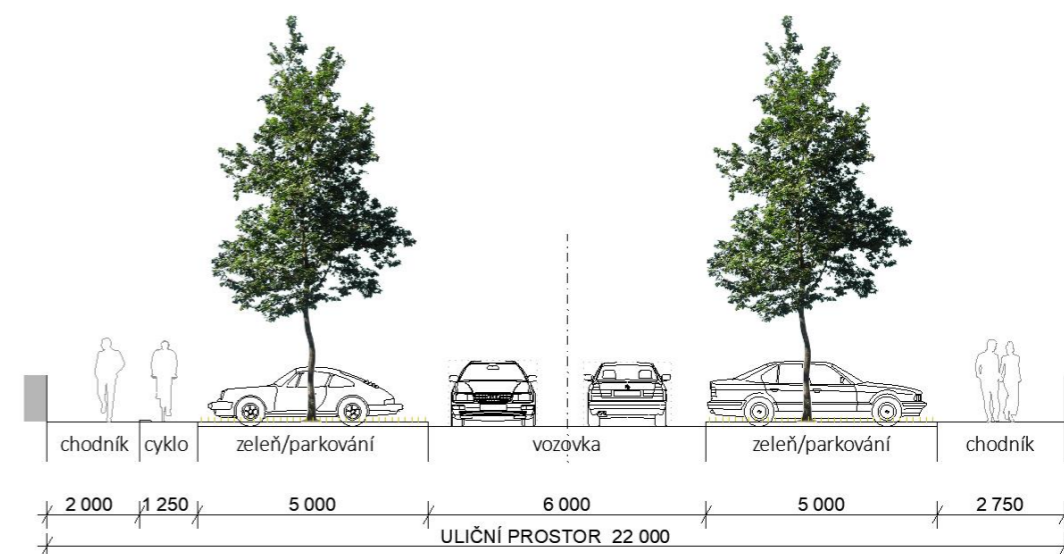 chodník cyklo zeleň/parkování vozovka zeleň/parkování chodník
2 000 1 250 5 000 6 000 5 000 2 750
ULIČNÍ PROSTOR 22 000